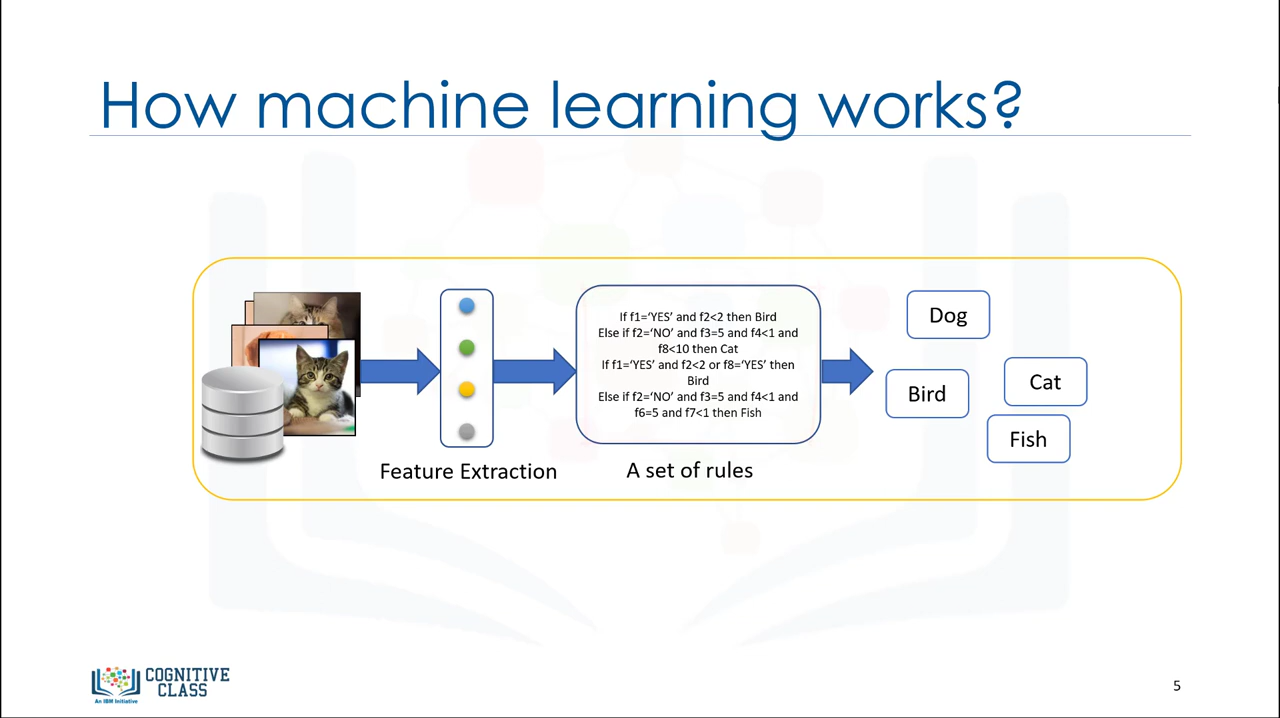 How machine learning works?
If f1=‘YES’ and f2<2 then Bird
Else if f2=‘NO’ and f3=5 and f4<1 and
f8<10 then Cat
If f1=‘YES’ and f2<2 or f8=‘YES’ then
Bird
Else if f2=‘NO’ and f3=5 and f4<1 and
f6=5 and f7<1 then Fish
Feature Extraction
A set of rules
Dog
Bird
Cat
Fish
COGNITIVE
CLASS
An IBM Initiative
5